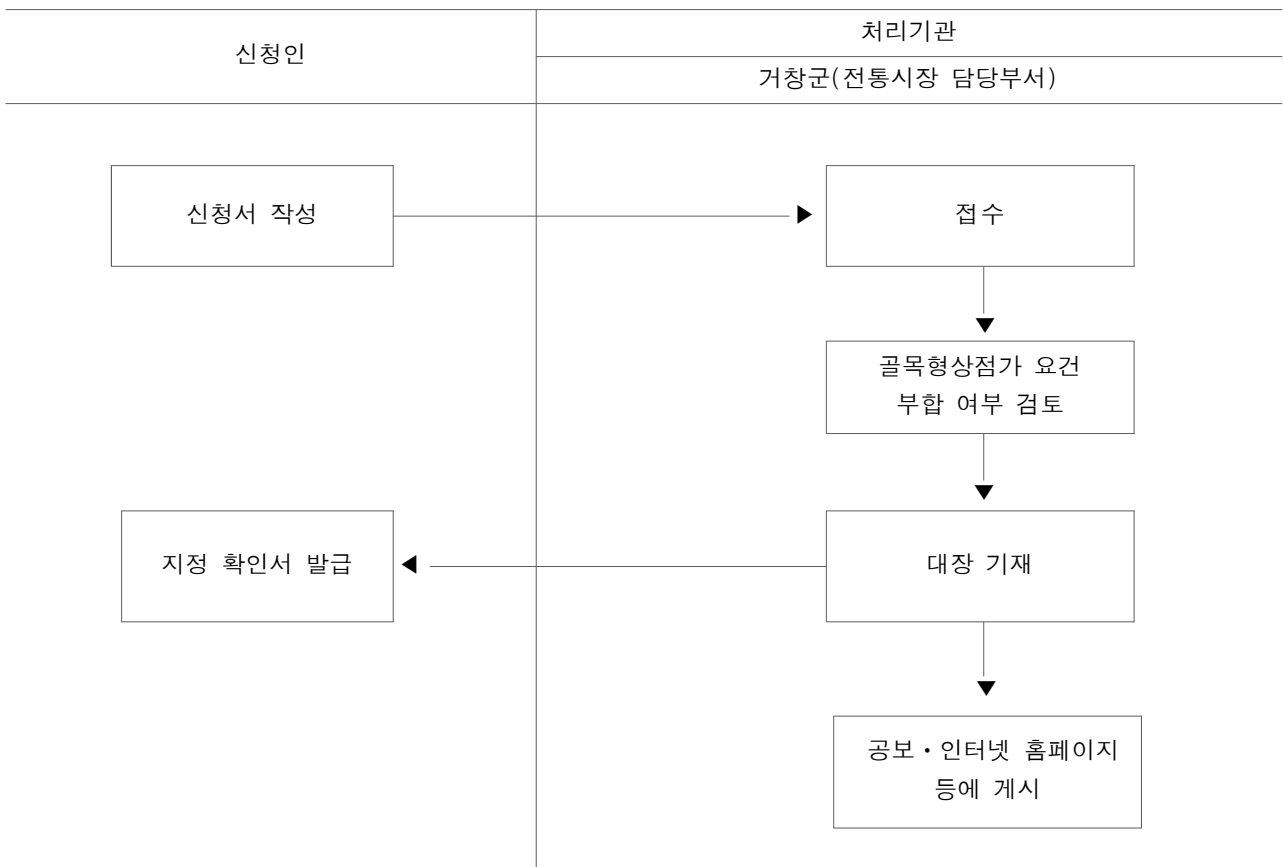 신청인
처리기관
거창군(전통시장 담당부서)
신청서 작성
접수
골목형상점가 요건
부합 여부 검토
지정 확인서 발급
대장 기재
공보·인터넷 홈페이지
등에 게시